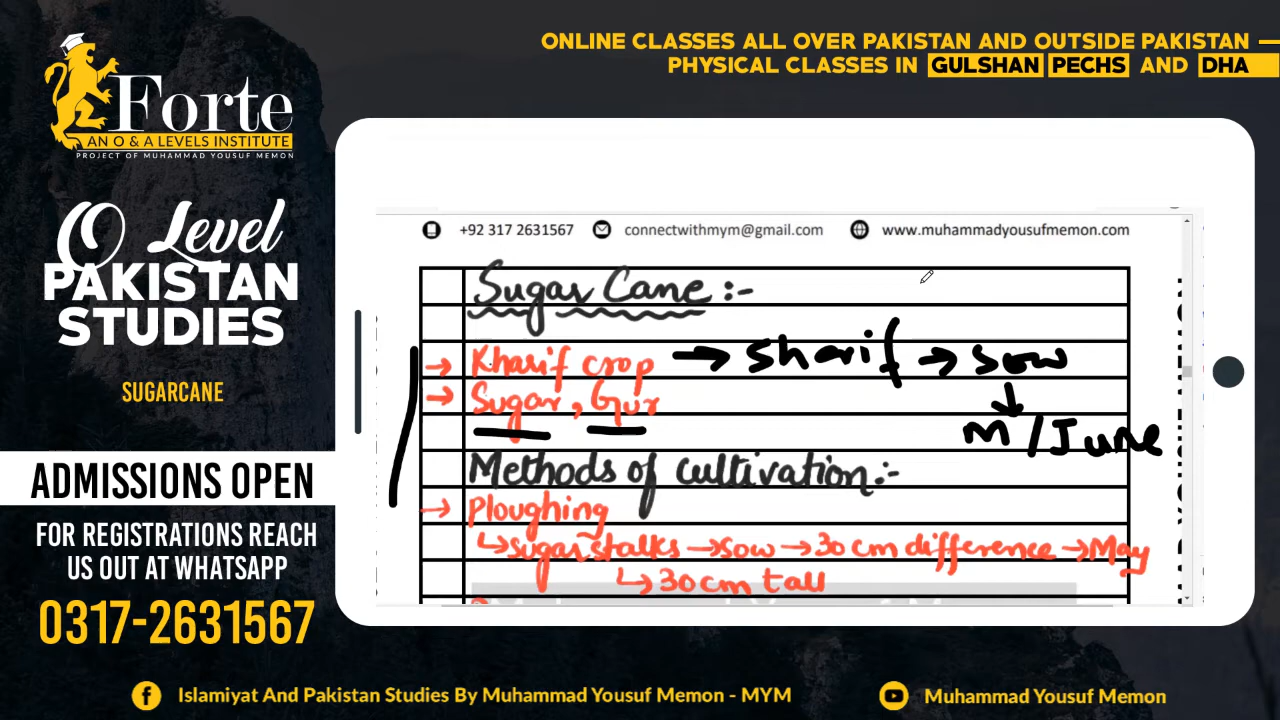 ONLINE CLASSES ALL OVER PAKISTAN AND OUTSIDE PAKISTAN
PHYSICAL CLASSES IN GULSHAN PECHS AND DHA
Forte
AN O & A LEVELS INSTITUTE
PROJECT OF MUHAMMAD YOUSUF MEMON
O Level
PAKISTAN
STUDIES
SUGARCANE
ADMISSIONS OPEN
FOR REGISTRATIONS REACH
US OUT AT WHATSAPP
0317-2631567
+92 317 2631567 connectwithmym@gmail.com www.muhammadyousufmemon.com
Sugar Cane :-
→ Kharif crop → Sharif → Sow
→ Sugar, Gur
↓
M / June
Methods of cultivation:-
→ Ploughing
↳ Sugar stalks → Sow → 30 cm difference → May
↳ 30 cm tall
Islamiyat And Pakistan Studies By Muhammad Yousuf Memon - MYM
Muhammad Yousuf Memon